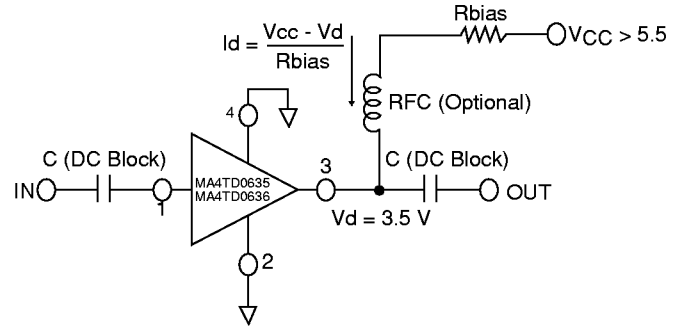 Rbias
Id = Vcc - Vd
Rbias
VCC > 5.5
RFC (Optional)
4
C (DC Block)
3
C (DC Block)
IN
1
MA4TD0635
MA4TD0636
OUT
Vd = 3.5 V
2